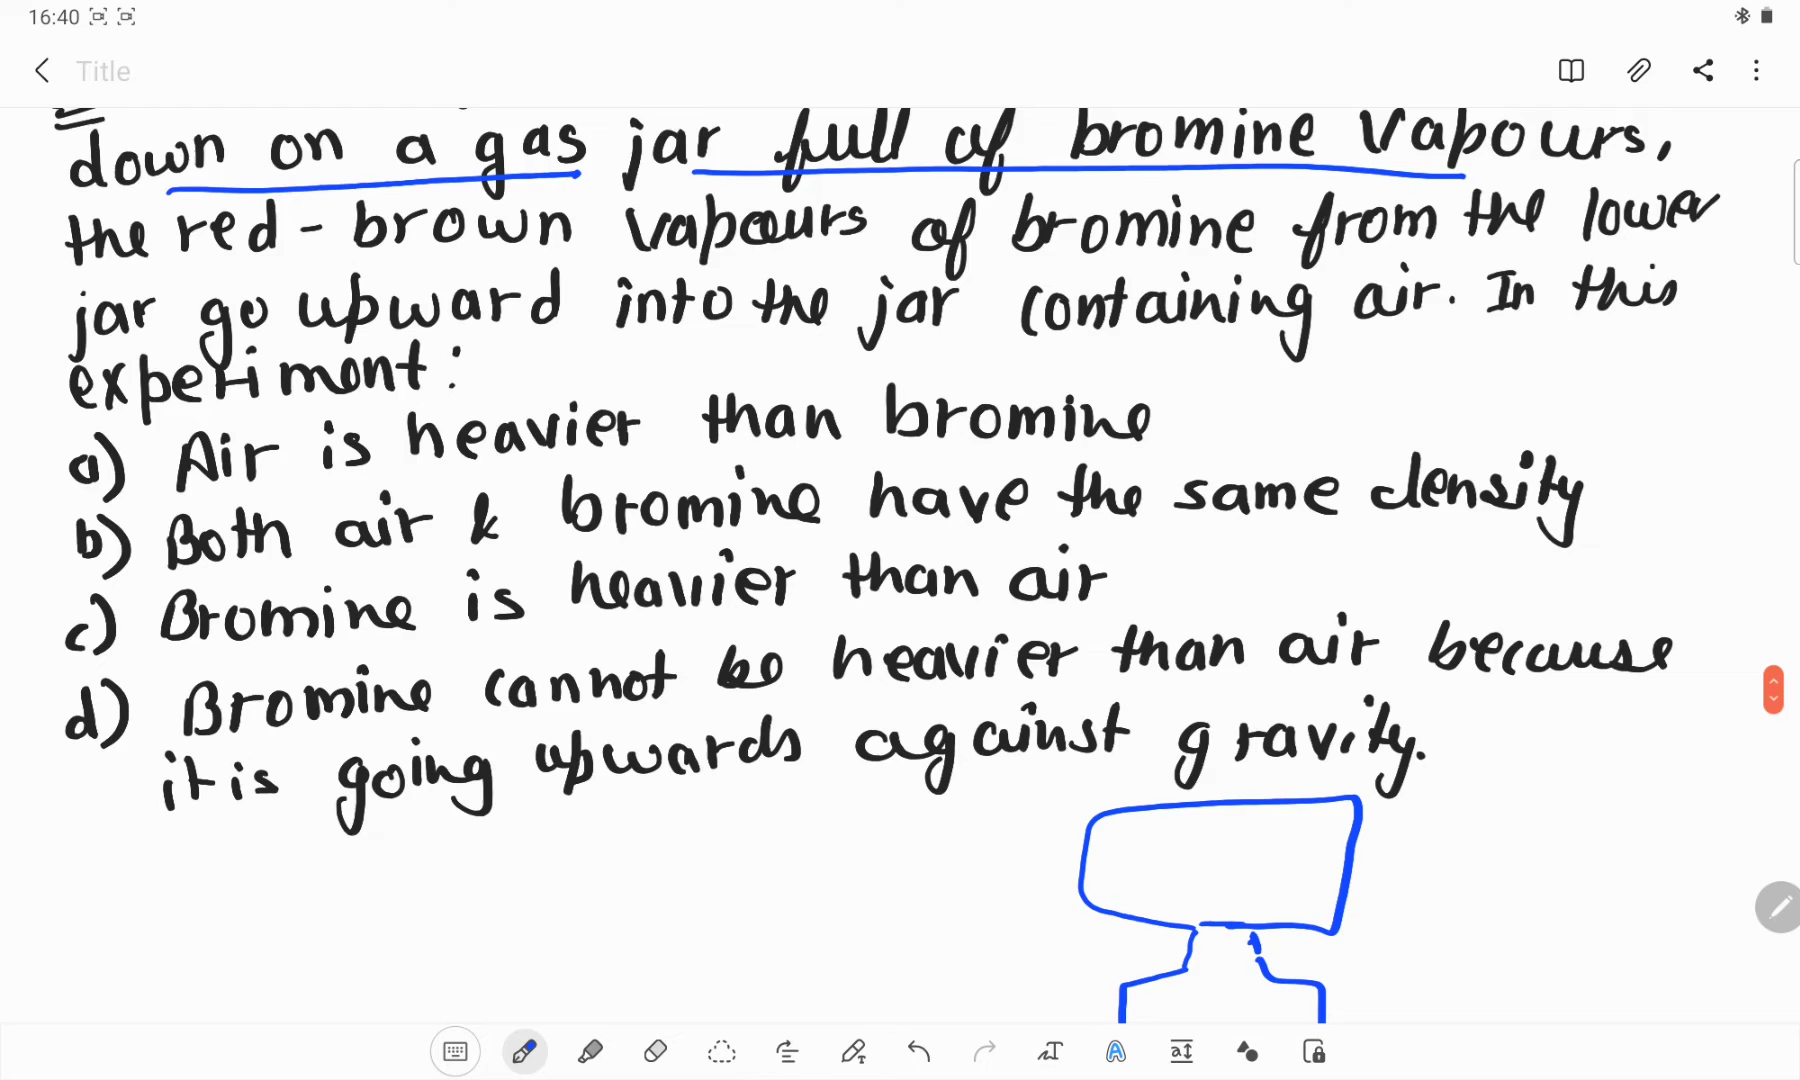 16:40
Title
down on a gas jar full of bromine vapours,
the red-brown vapours of bromine from the lower
jar go upward into the jar containing air. In this
experiment:
a) Air is heavier than bromine
b) Both air & bromine have the same density
c) Bromine is heavier than air
d) Bromine cannot be heavier than air because
it is going upwards against gravity.